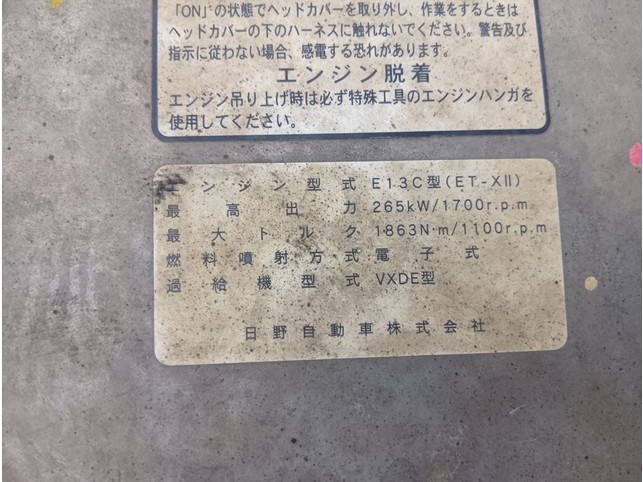 「ON」の状態でヘッドカバーを取り外し、作業をするときは
ヘッドカバーの下のハーネスに触れないでください。警告及び
指示に従わない場合、感電する恐れがあります。
エンジン脱着
エンジン吊り上げ時は必ず特殊工具のエンジンハンガを
使用してください。
エンジン型式 E13C型(ET-XII)
最高出力 265kW/1700r.p.m
最大トルク 1863N·m/1100r.p.m
燃料噴射方式 電子式
過給機型式 VXDE型
日野自動車株式会社